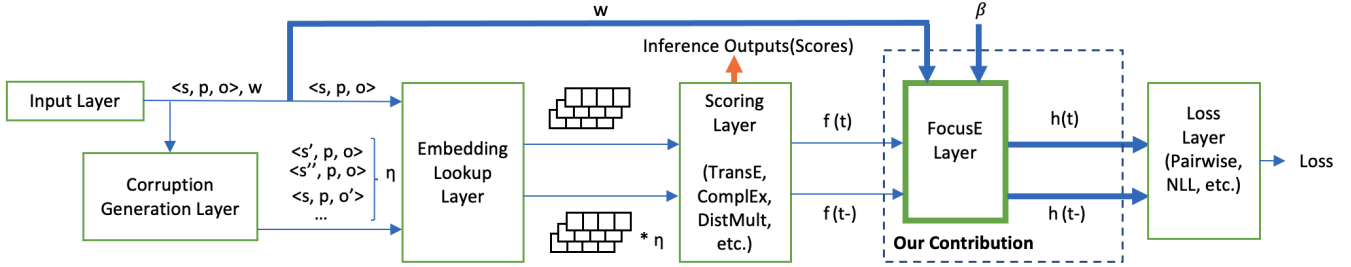 w
β
Inference Outputs(Scores)
Input Layer
<s, p, o>, w
<s, p, o>
Corruption
Generation Layer
<s’, p, o>
<s’’, p, o>
<s, p, o’>
...
η
Embedding
Lookup
Layer
* η
Scoring
Layer
(TransE,
ComplEx,
DistMult,
etc.)
f (t)
f (t-)
FocusE
Layer
Our Contribution
h(t)
h (t-)
Loss
Layer
(Pairwise,
NLL, etc.)
Loss